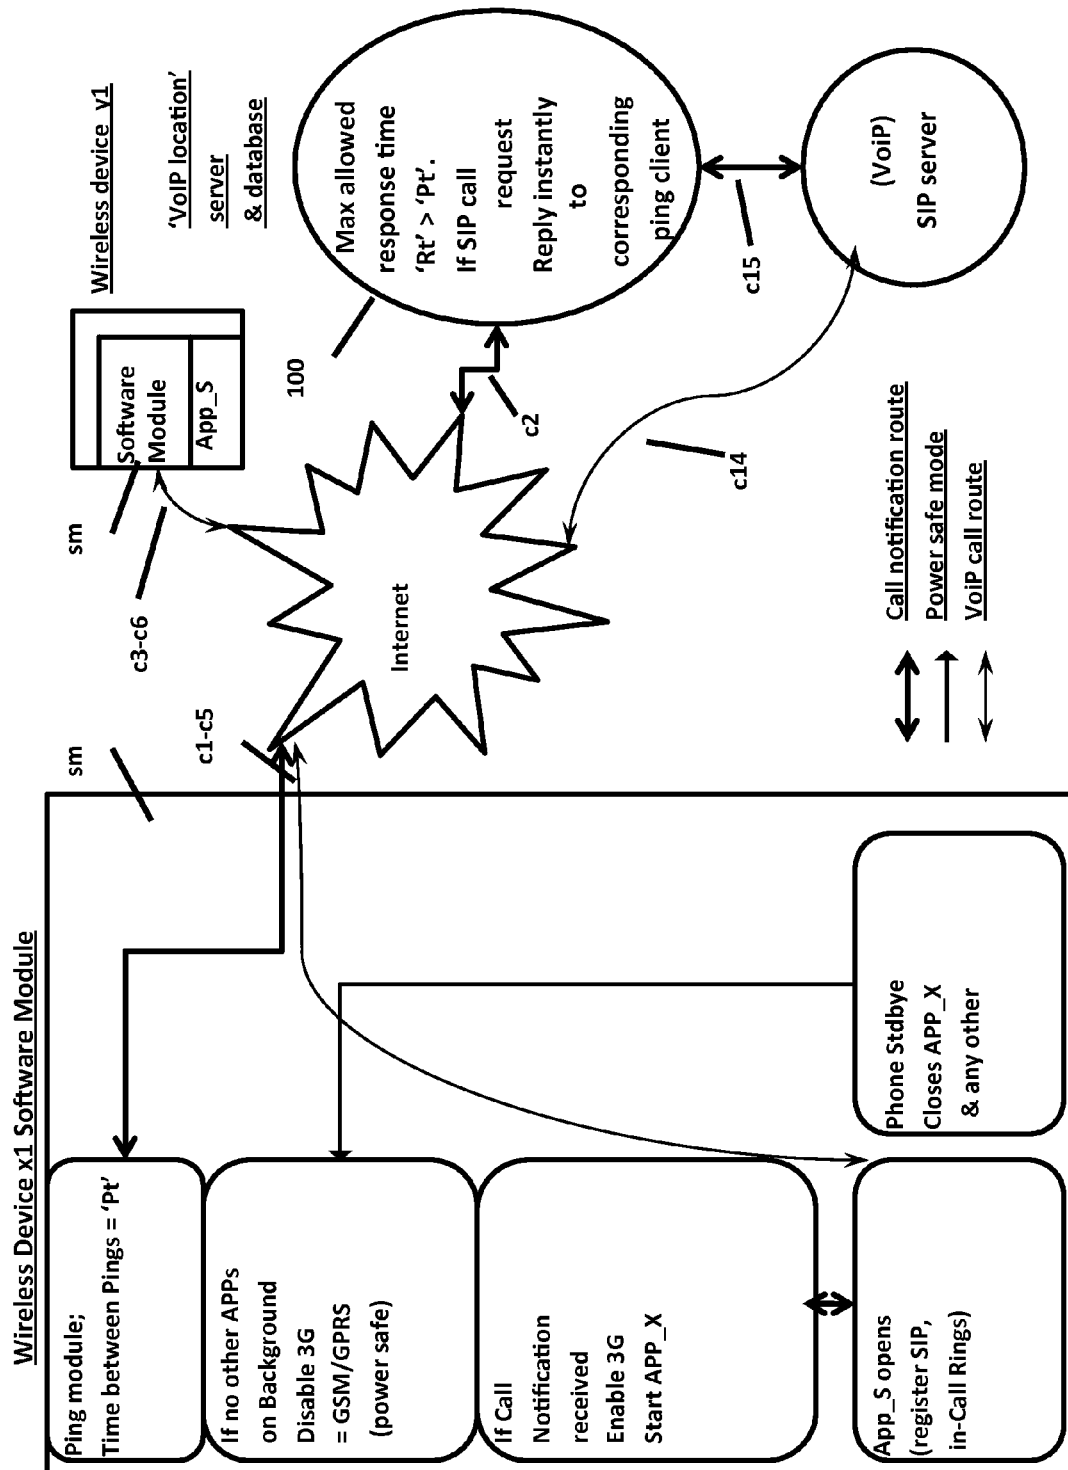 Wireless Device x1 Software Module
Ping module;
Time between Pings = ‘Pt’
If no other APPs
on Background
Disable 3G
= GSM/GPRS
(power safe)
If Call
Notification
received
Enable 3G
Start APP_X
App_S opens
(register SIP,
in-Call Rings)
Phone Stdbye
Closes APP_X
& any other
sm
c1-c5
Internet
sm
c3-c6
Software
Module
App_S
Wireless device y1
‘VoIP location’
server
& database
100
Max allowed
response time
‘Rt’ > ‘Pt’.
If SIP call
request
Reply instantly
to
corresponding
ping client
c2
c14
c15
(VoiP)
SIP server
Call notification route
Power safe mode
VoiP call route